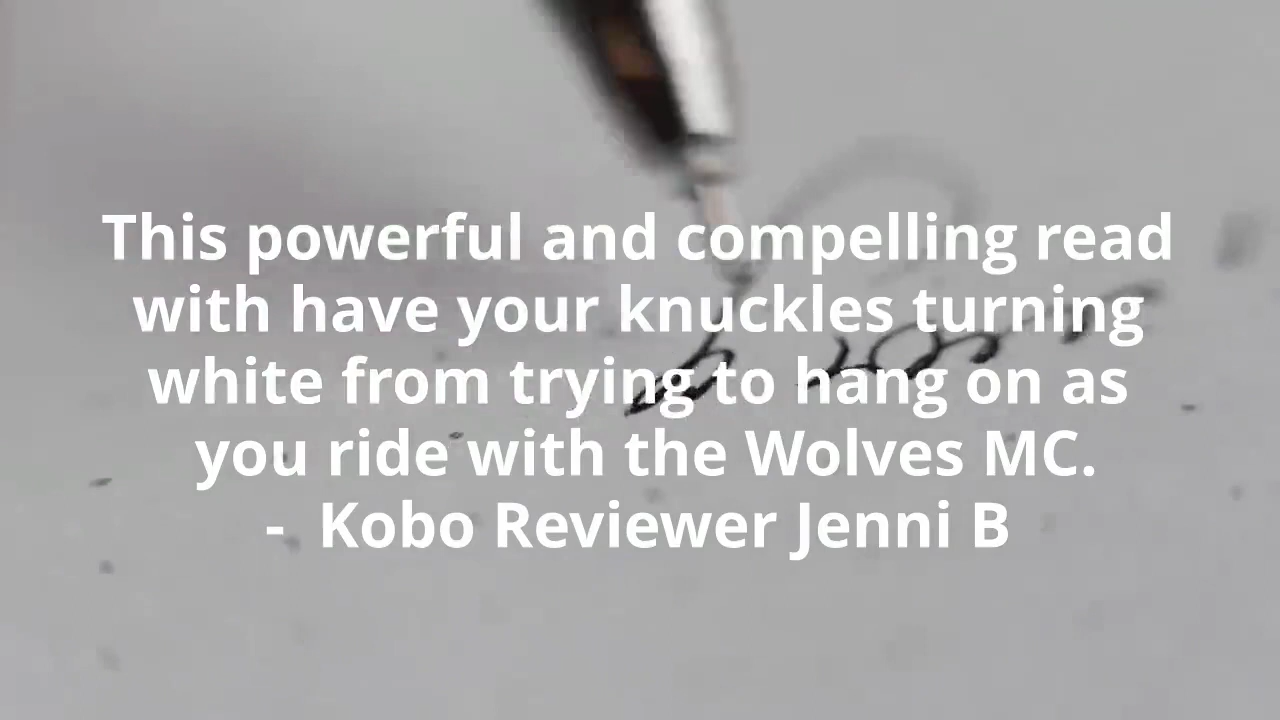 This powerful and compelling read
with have your knuckles turning
white from trying to hang on as
you ride with the Wolves MC.
- Kobo Reviewer Jenni B